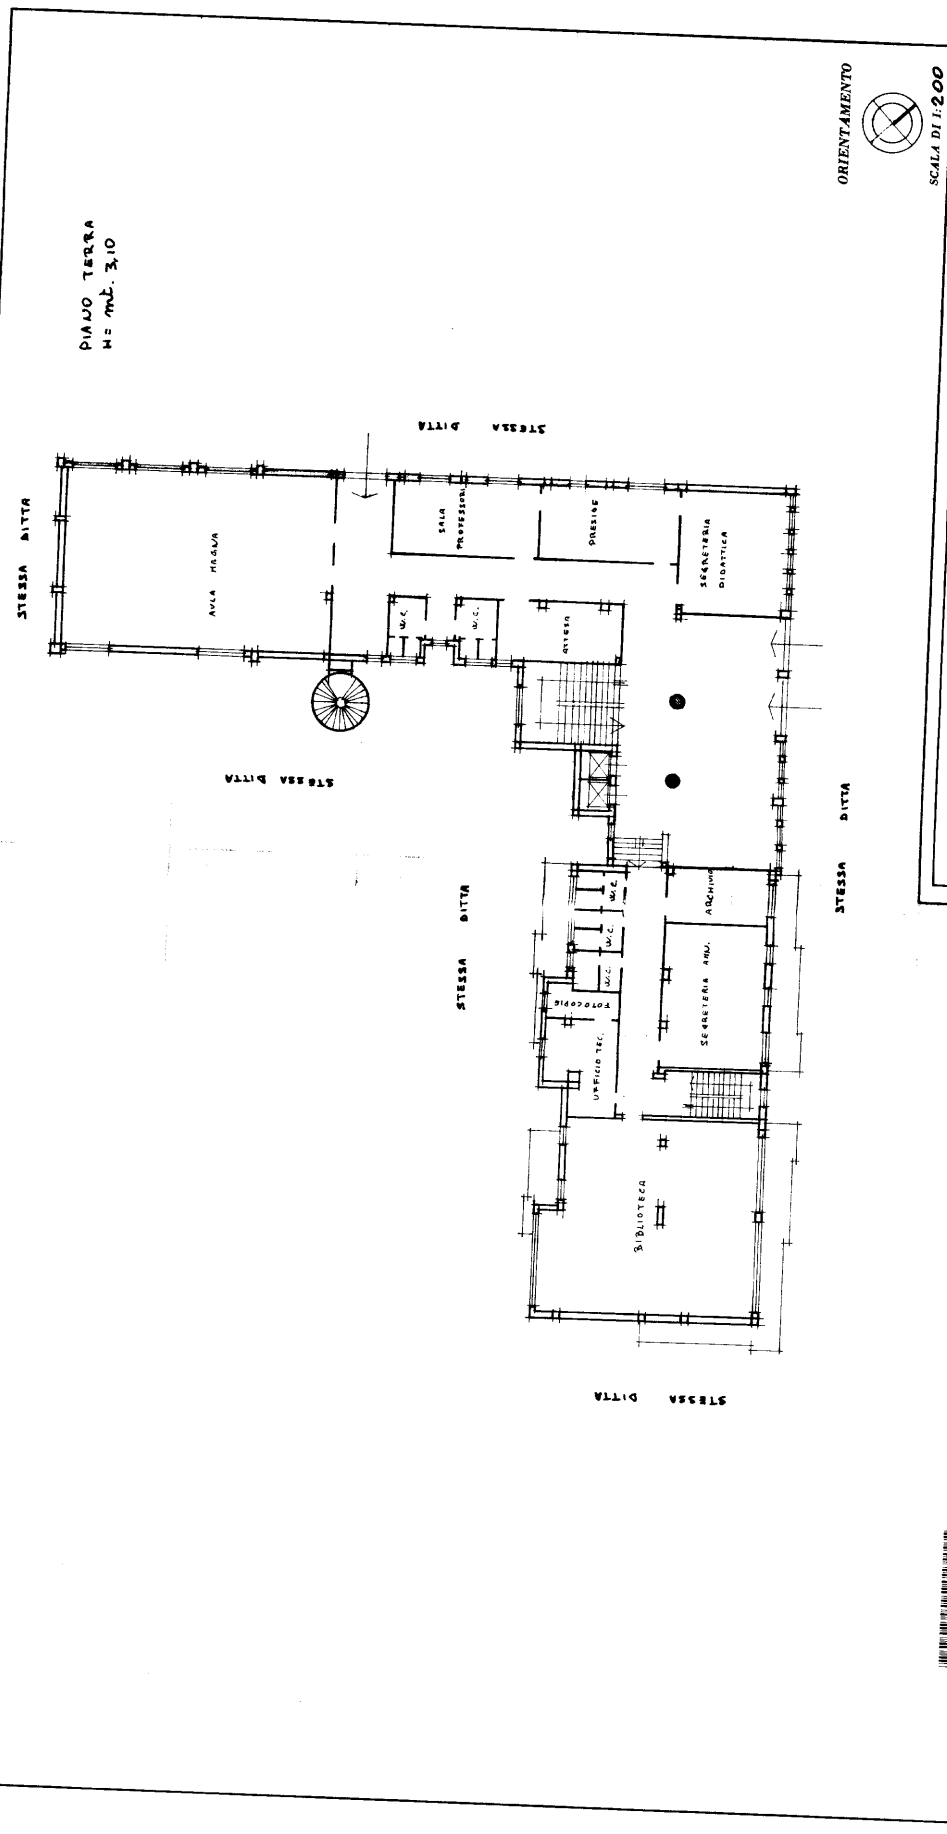 ORIENTAMENTO
SCALA DI 1:200
PIANO TERRA
H= mt. 3,10
STESSA DITTA
STESSA DITTA
AULA MAGNA
SALA
PROFESSORI
PRESIDE
SEGRETERIA
DIDATTICA
W.C.
W.C.
ATTESA
STESSA DITTA
STESSA DITTA
STESSA DITTA
W.C.
W.C.
W.C.
ARCHIVIO
FOTOCOPIE
UFFICIO TEC.
SEGRETERIA AMM.
BIBLIOTECA
STESSA DITTA